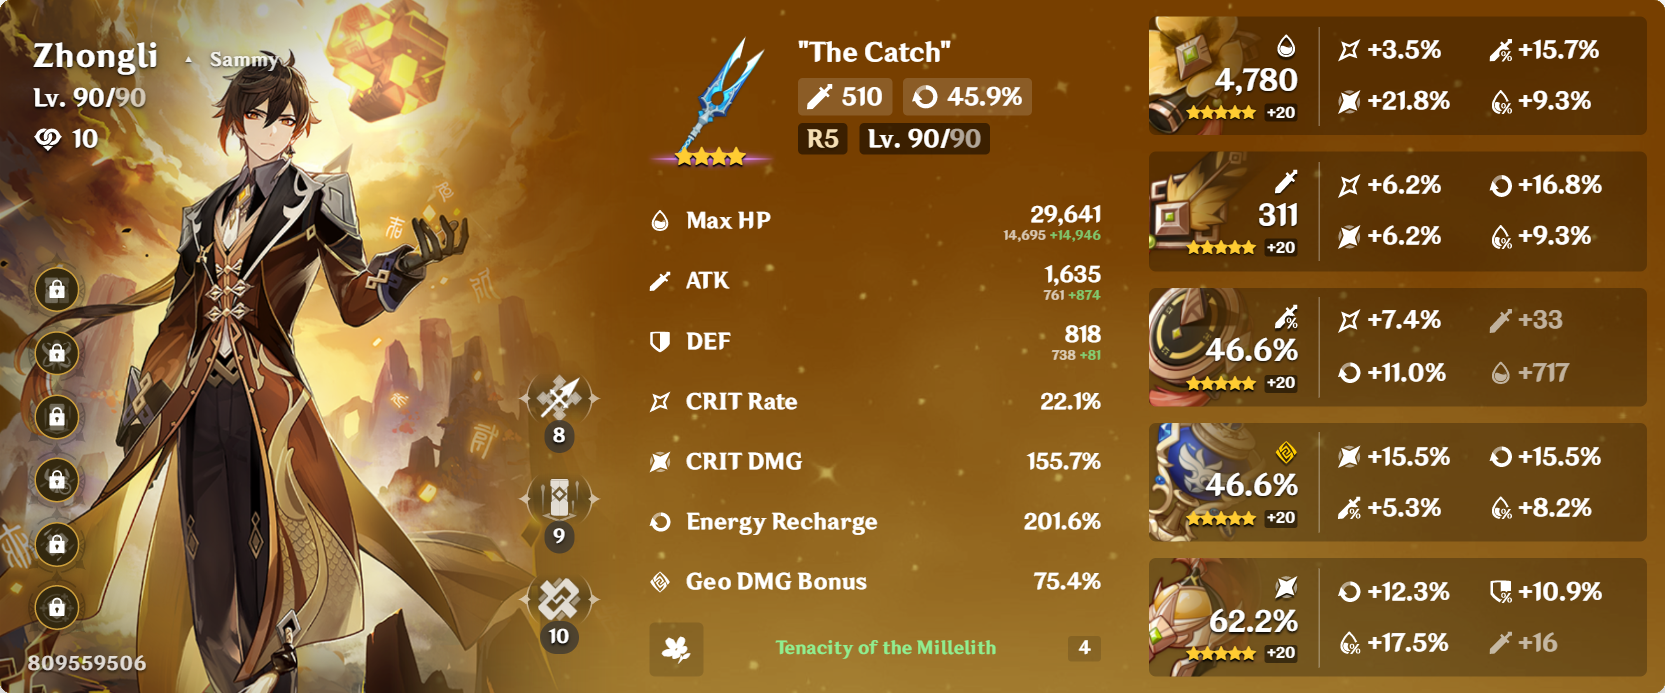 Zhongli ▲ Sammy
Lv. 90/90
10
8
9
10
809559506
"The Catch"
510 45.9%
R5 Lv. 90/90
Max HP 29,641
14,695 +14,946
ATK 1,635
761 +874
DEF 818
738 +81
CRIT Rate 22.1%
CRIT DMG 155.7%
Energy Recharge 201.6%
Geo DMG Bonus 75.4%
Tenacity of the Millelith 4
4,780
+20
+3.5% +15.7%
+21.8% +9.3%
311
+20
+6.2% +16.8%
+6.2% +9.3%
46.6%
+20
+7.4% +33
+11.0% +717
46.6%
+20
+15.5% +15.5%
+5.3% +8.2%
62.2%
+20
+12.3% +10.9%
+17.5% +16